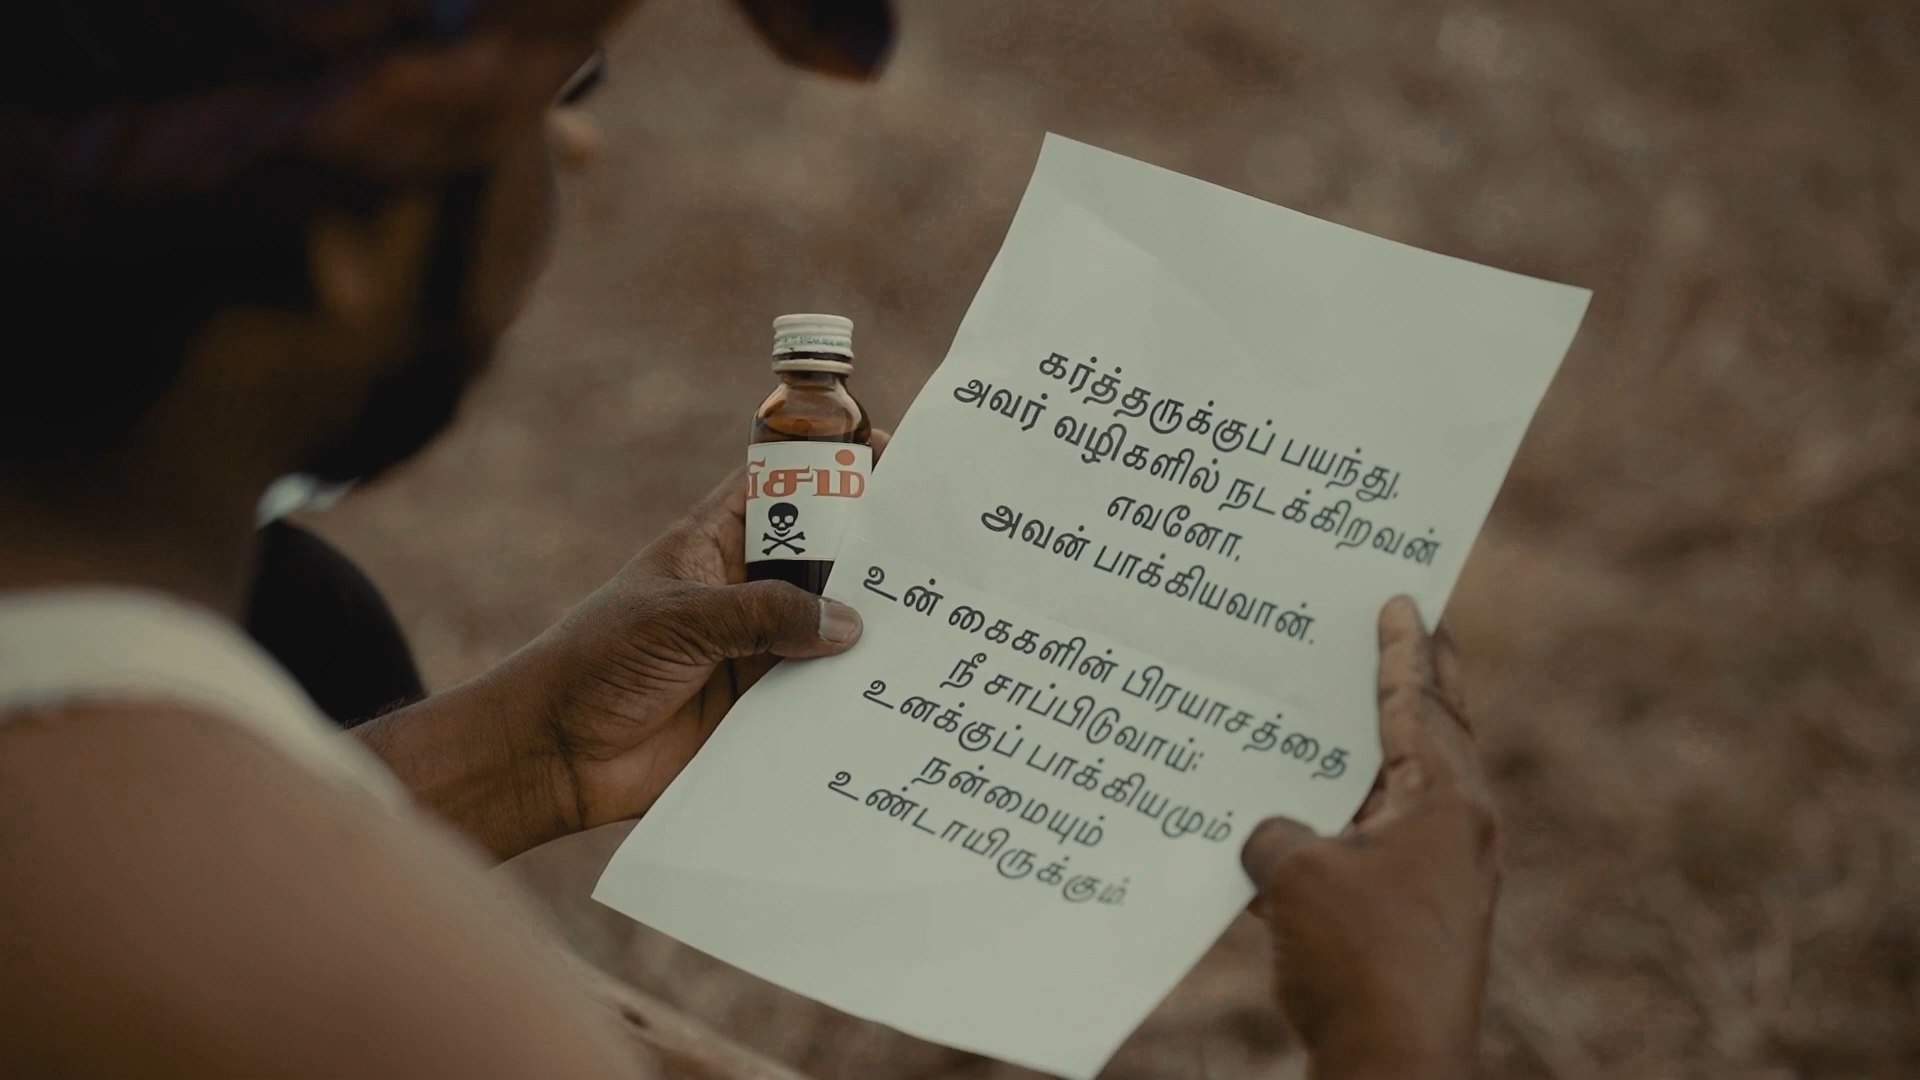 விசம்
கர்த்தருக்குப் பயந்து,
அவர் வழிகளில் நடக்கிறவன்
எவனோ,
அவன் பாக்கியவான்.
உன் கைகளின் பிரயாசத்தை
நீ சாப்பிடுவாய்;
உனக்குப் பாக்கியமும்
நன்மையும்
உண்டாயிருக்கும்.